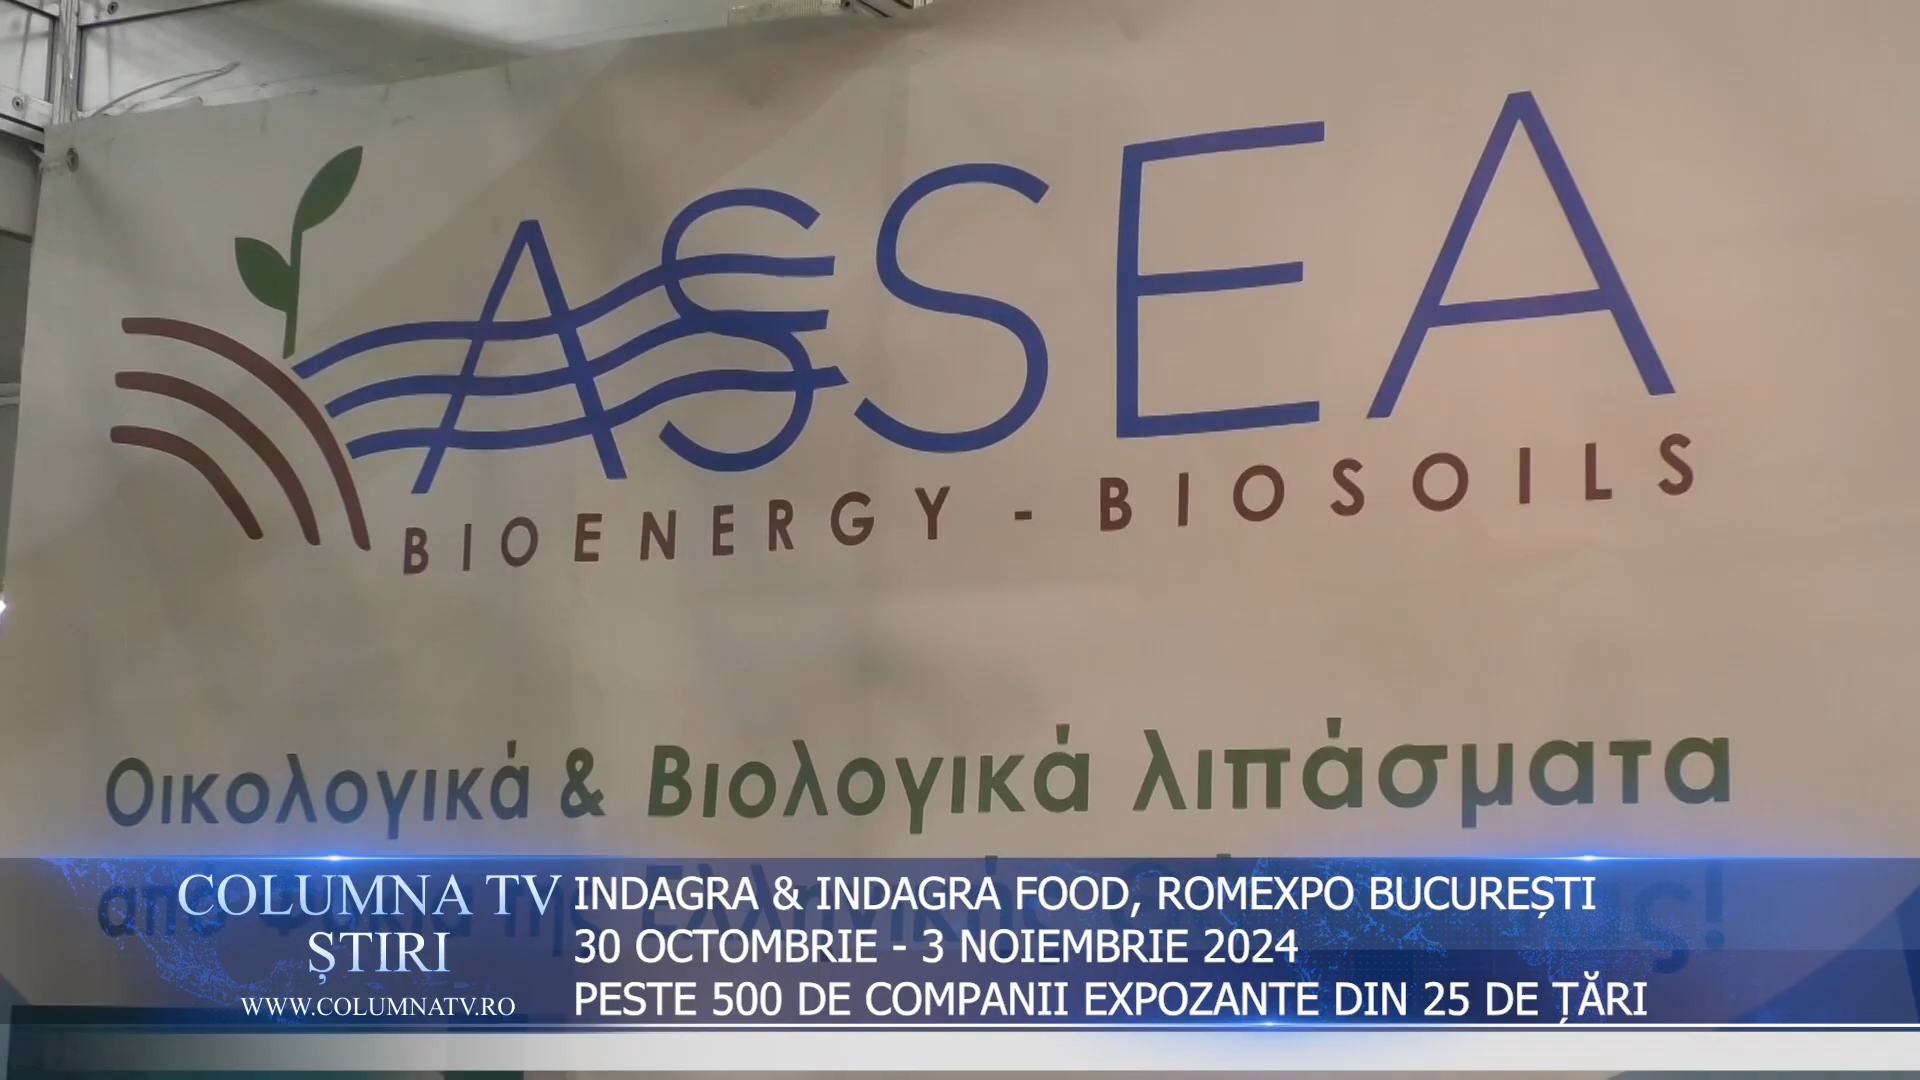 ASSEA
BIOENERGY - BIOSOILS
Οικολογικά & Βιολογικά λιπάσματα
COLUMNA TV
ȘTIRI
WWW.COLUMNATV.RO
INDAGRA & INDAGRA FOOD, ROMEXPO BUCUREȘTI
30 OCTOMBRIE - 3 NOIEMBRIE 2024
PESTE 500 DE COMPANII EXPOZANTE DIN 25 DE ȚĂRI